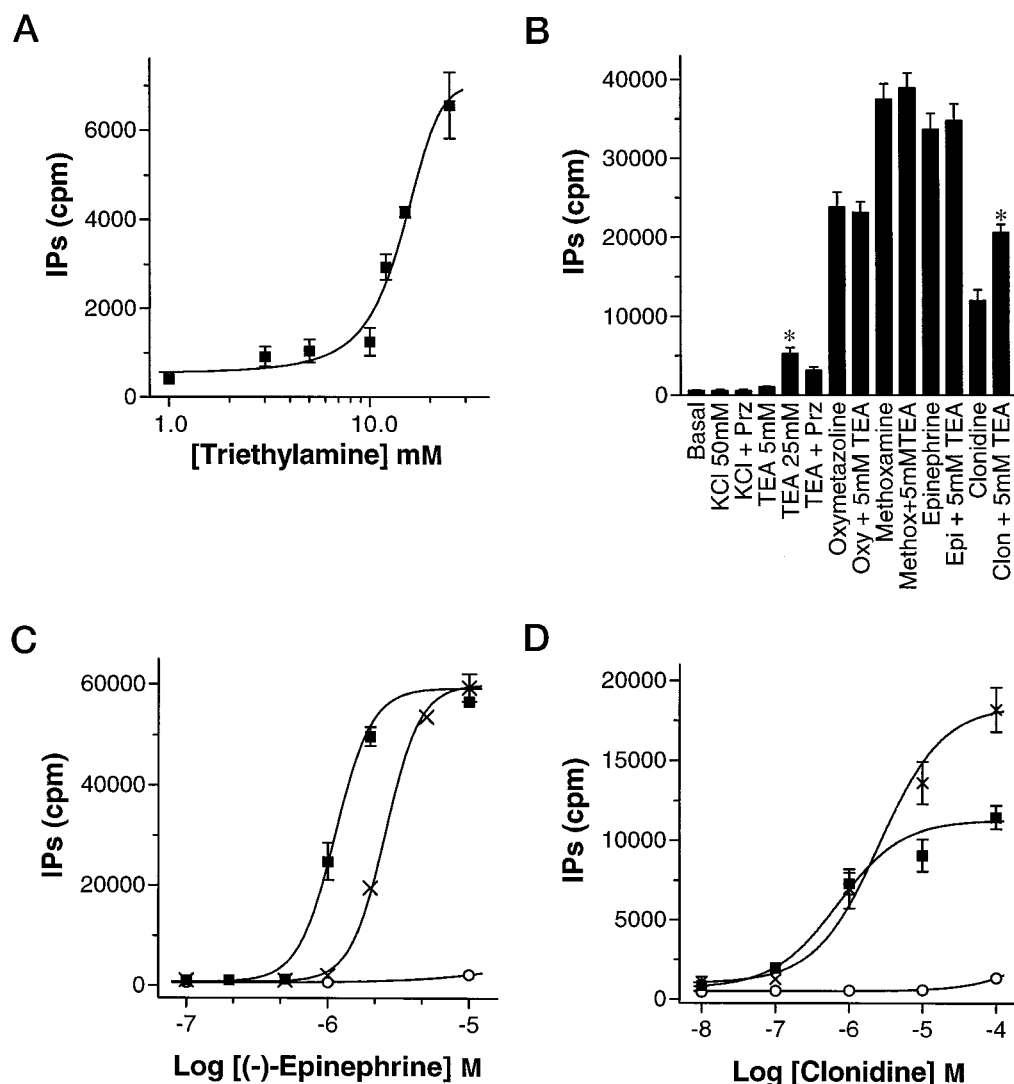 A
IPs (cpm)
6000
4000
2000
0
1.0
10.0
[Triethylamine] mM
B
IPs (cpm)
40000
30000
20000
10000
0
Basal
KCl 50mM
KCl + Prz
TEA 5mM
TEA 25mM
TEA + Prz
Oxymetazoline
Oxy + 5mM TEA
Methoxamine
Methox+5mMTEA
Epinephrine
Epi + 5mM TEA
Clonidine
Clon + 5mM TEA
*
*
C
IPs (cpm)
60000
40000
20000
0
-7
-6
-5
Log [(-)-Epinephrine] M
D
IPs (cpm)
20000
15000
10000
5000
0
-8
-7
-6
-5
-4
Log [Clonidine] M